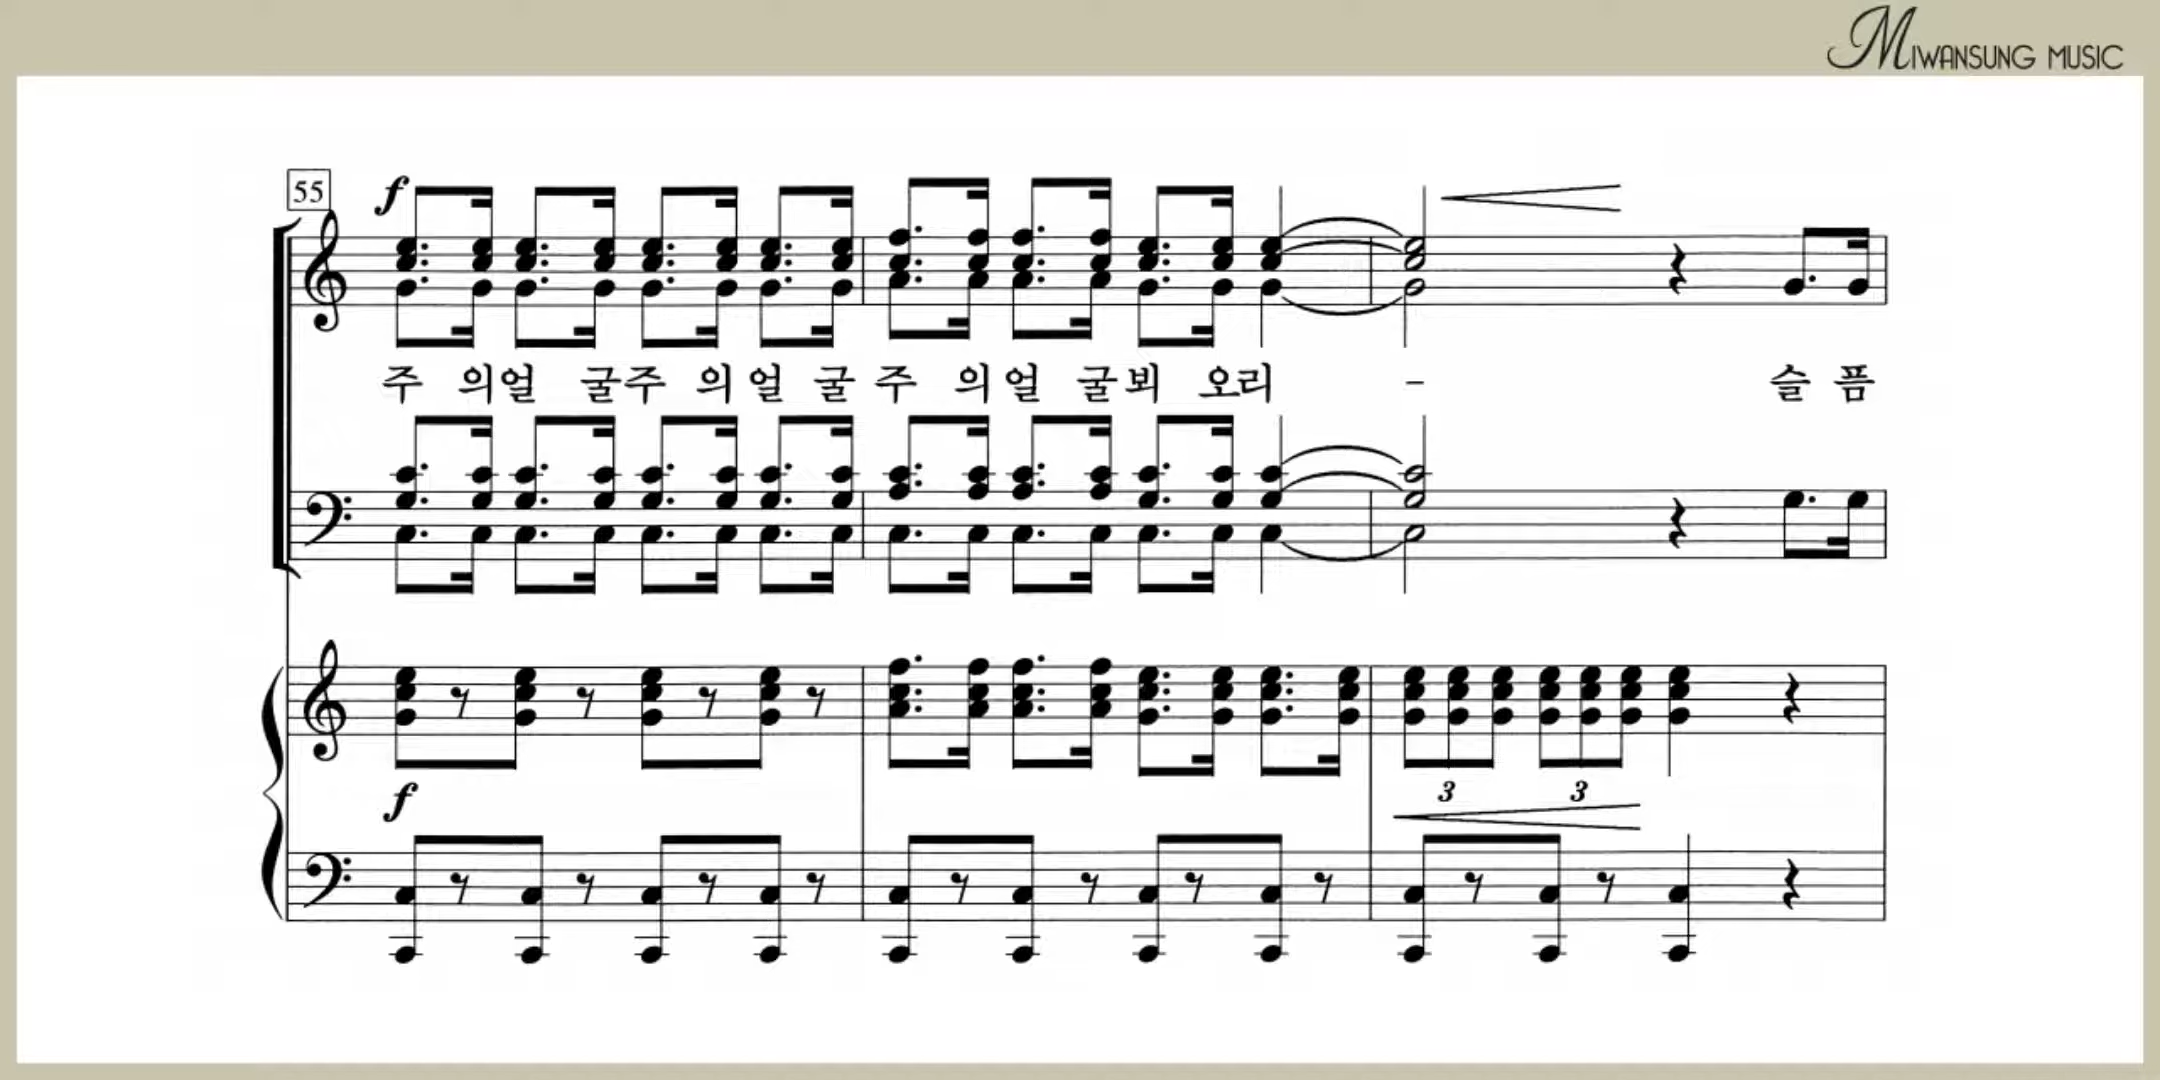 MIWANSUNG MUSIC
55
f
주 의얼 굴주 의 얼 굴 주 의 얼 굴 뵈 오리 - 슬 픔
f
3 3